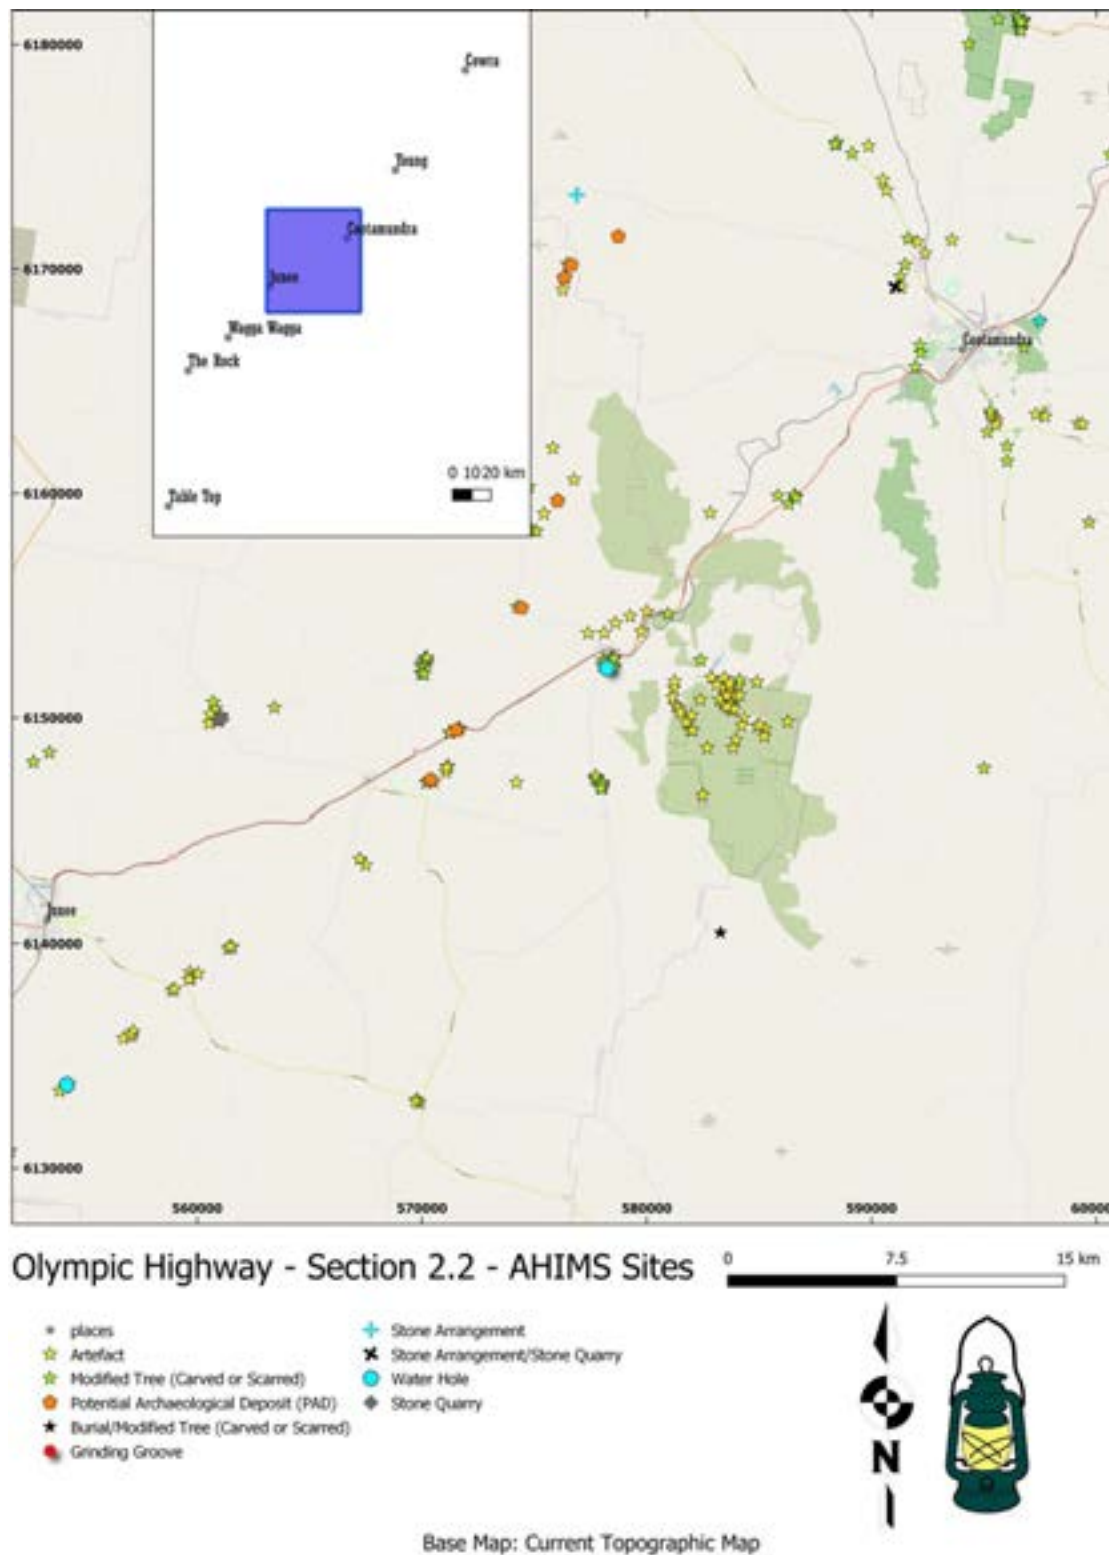 6180000
Cowra
Young
Cootamundra
Junee
6170000
Wagga Wagga
The Rock
Cootamundra
0 10 20 km
Table Top
6160000
6150000
Junee
6140000
6130000
560000 570000 580000 590000 60000
Olympic Highway - Section 2.2 - AHIMS Sites
0 7.5 15 km
places
Artefact
Modified Tree (Carved or Scarred)
Potential Archaeological Deposit (PAD)
Burial/Modified Tree (Carved or Scarred)
Grinding Groove
Stone Arrangement
Stone Arrangement/Stone Quarry
Water Hole
Stone Quarry
N
Base Map: Current Topographic Map